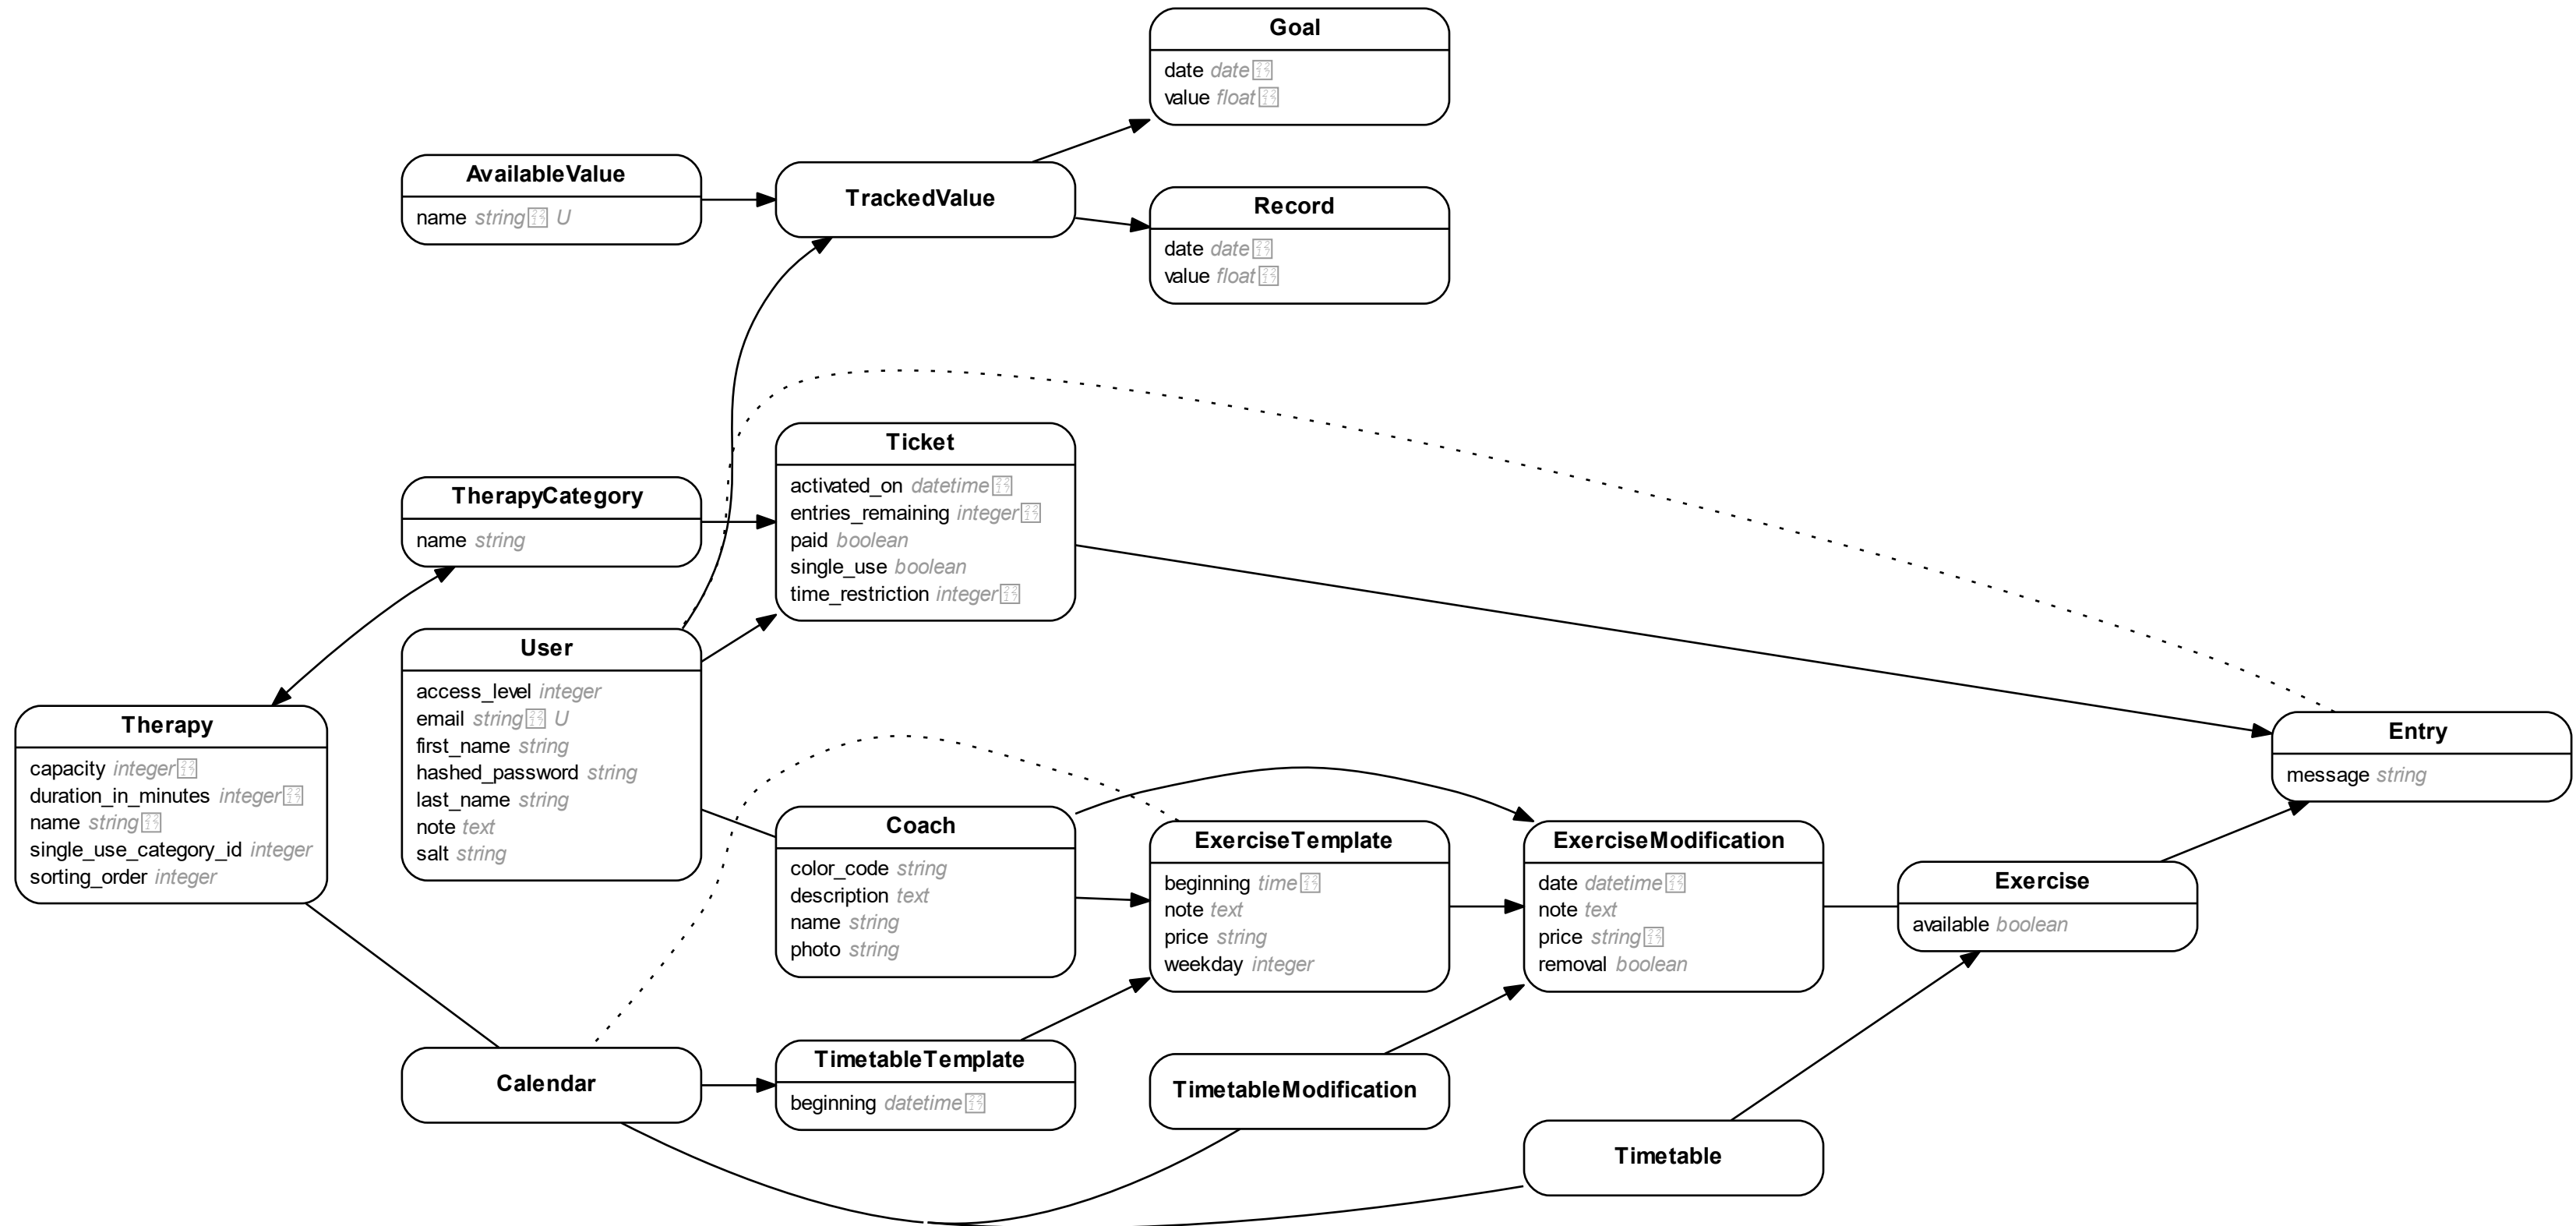 Goal
date date
value float
AvailableValue
name string U
TrackedValue
Record
date date
value float
Ticket
activated_on datetime
entries_remaining integer
paid boolean
single_use boolean
time_restriction integer
TherapyCategory
name string
User
access_level integer
email string U
first_name string
hashed_password string
last_name string
note text
salt string
Therapy
capacity integer
duration_in_minutes integer
name string
single_use_category_id integer
sorting_order integer
Entry
message string
Coach
color_code string
description text
name string
photo string
ExerciseTemplate
beginning time
note text
price string
weekday integer
ExerciseModification
date datetime
note text
price string
removal boolean
Exercise
available boolean
Calendar
TimetableTemplate
beginning datetime
TimetableModification
Timetable